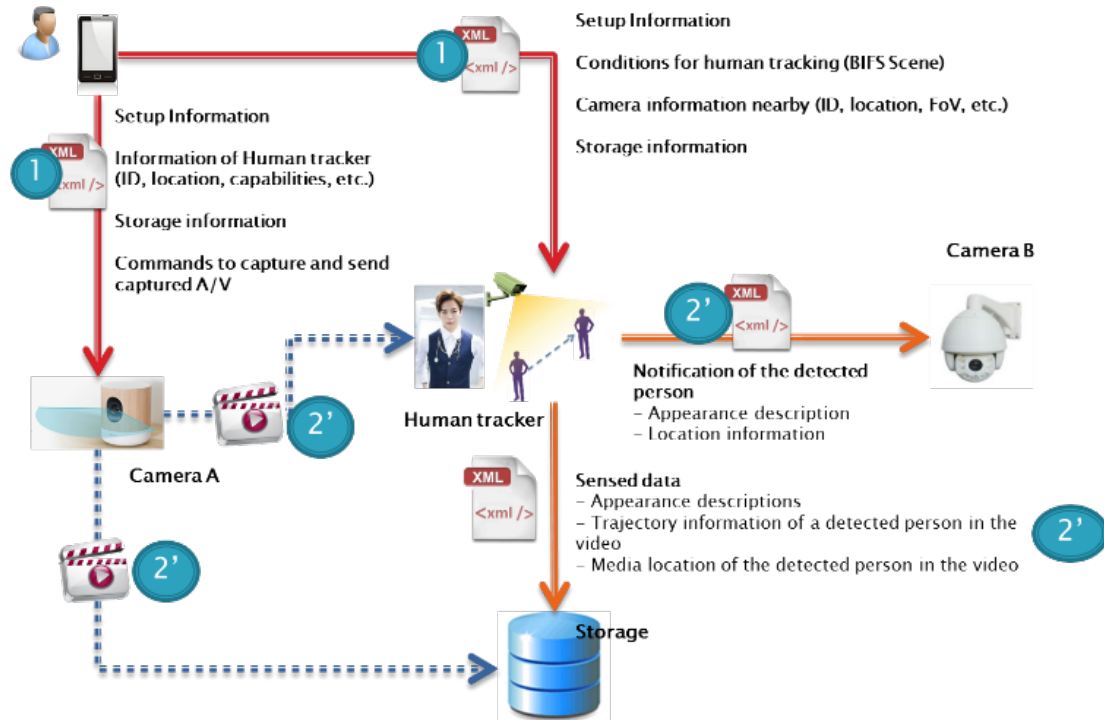 1
XML
<xml />
Setup Information
Conditions for human tracking (BIFS Scene)
Camera information nearby (ID, location, FoV, etc.)
Storage information
Setup Information
1
XML
<xml />
Information of Human tracker
(ID, location, capabilities, etc.)
Storage information
Commands to capture and send
captured A/V
Camera B
2’
XML
<xml />
Notification of the detected
person
– Appearance description
– Location information
2’
Human tracker
Camera A
XML
<xml />
Sensed data
– Appearance descriptions
– Trajectory information of a detected person in the
video
– Media location of the detected person in the video
2’
2’
Storage